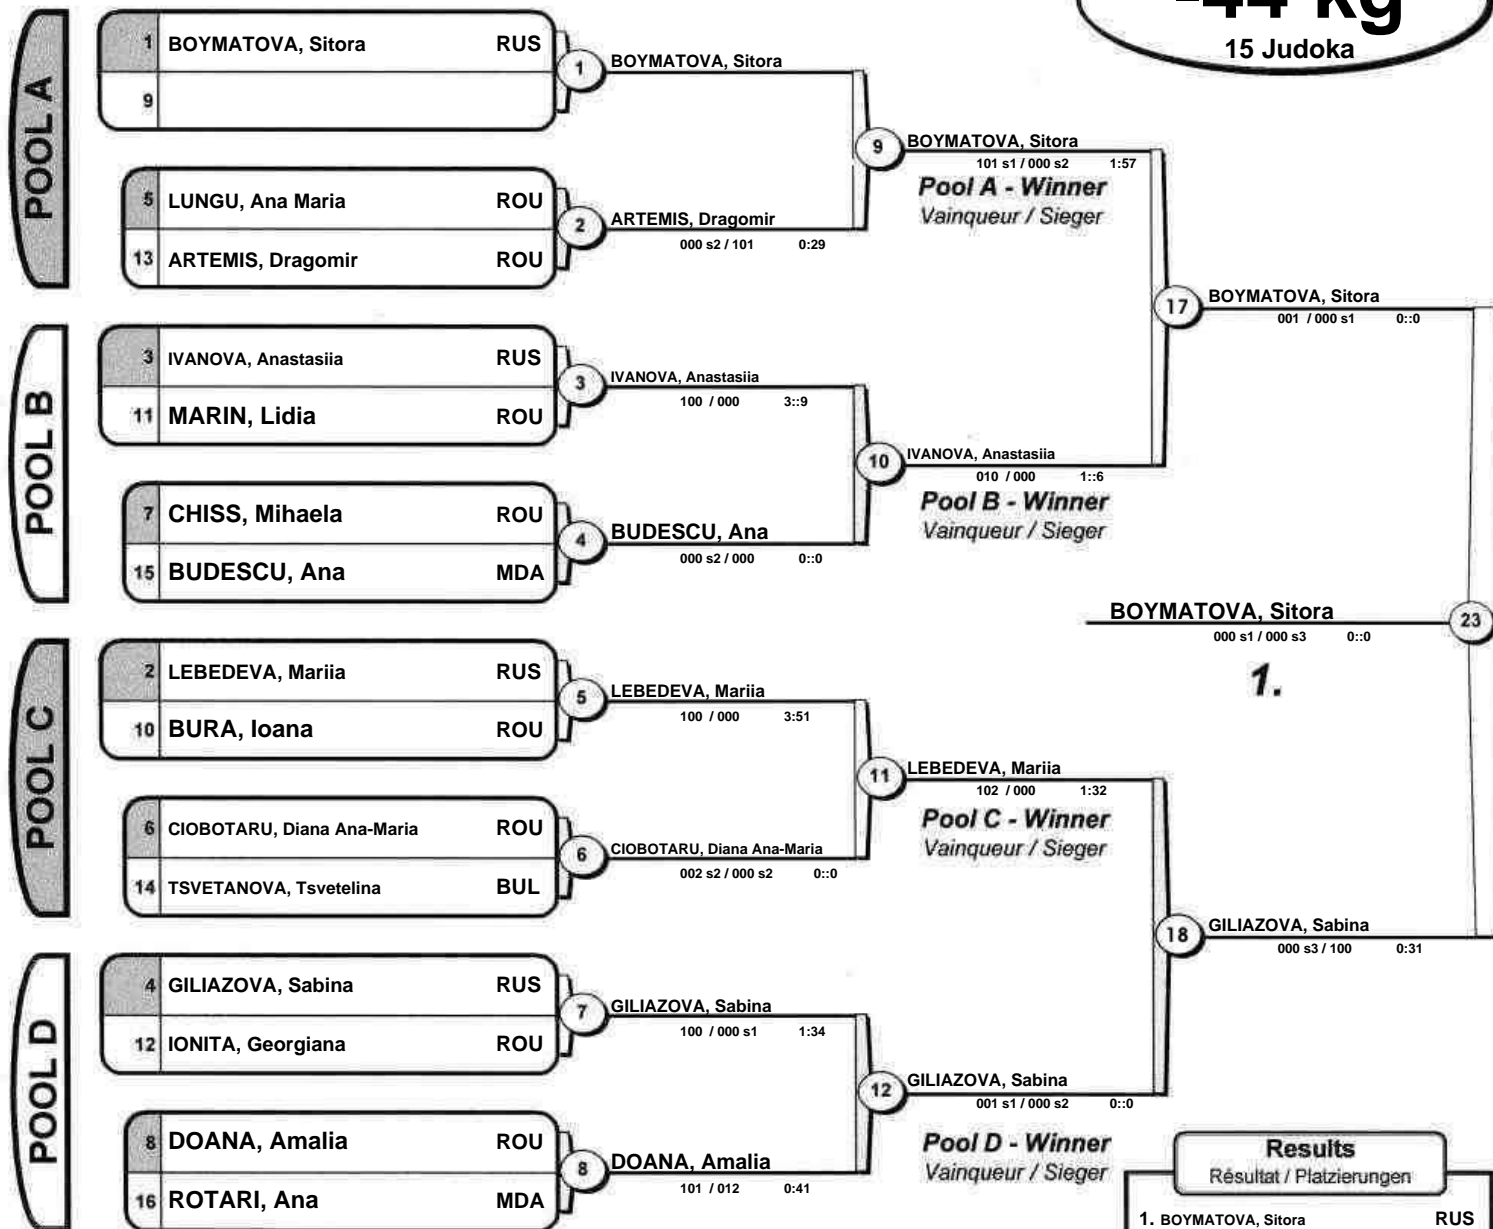 -44 kg
15 Judoka
POOL A
1 BOYMATOVA, Sitora RUS
9
1
BOYMATOVA, Sitora
5 LUNGU, Ana Maria ROU
13 ARTEMIS, Dragomir ROU
2
ARTEMIS, Dragomir
000 s2 / 101 0:29
9
BOYMATOVA, Sitora
101 s1 / 000 s2 1:57
Pool A - Winner
Vainqueur / Sieger
POOL B
3 IVANOVA, Anastasiia RUS
11 MARIN, Lidia ROU
3
IVANOVA, Anastasiia
100 / 000 3::9
7 CHISS, Mihaela ROU
15 BUDESCU, Ana MDA
4
BUDESCU, Ana
000 s2 / 000 0::0
10
IVANOVA, Anastasiia
010 / 000 1::6
Pool B - Winner
Vainqueur / Sieger
17
BOYMATOVA, Sitora
001 / 000 s1 0::0
BOYMATOVA, Sitora
000 s1 / 000 s3 0::0
23
1.
POOL C
2 LEBEDEVA, Mariia RUS
10 BURA, Ioana ROU
5
LEBEDEVA, Mariia
100 / 000 3:51
6 CIOBOTARU, Diana Ana-Maria ROU
14 TSVETANOVA, Tsvetelina BUL
6
CIOBOTARU, Diana Ana-Maria
002 s2 / 000 s2 0::0
11
LEBEDEVA, Mariia
102 / 000 1:32
Pool C - Winner
Vainqueur / Sieger
18
GILIAZOVA, Sabina
000 s3 / 100 0:31
POOL D
4 GILIAZOVA, Sabina RUS
12 IONITA, Georgiana ROU
7
GILIAZOVA, Sabina
100 / 000 s1 1:34
8 DOANA, Amalia ROU
16 ROTARI, Ana MDA
8
DOANA, Amalia
101 / 012 0:41
12
GILIAZOVA, Sabina
001 s1 / 000 s2 0::0
Pool D - Winner
Vainqueur / Sieger
Results
Résultat / Platzierungen
1. BOYMATOVA, Sitora RUS